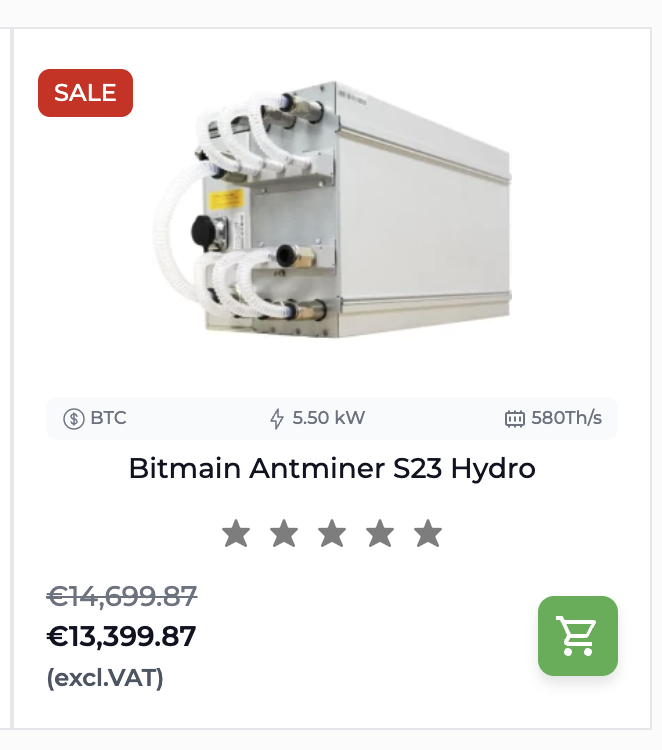 SALE
BTC
5.50 kW
580Th/s
Bitmain Antminer S23 Hydro
€14,699.87
€13,399.87
(excl.VAT)